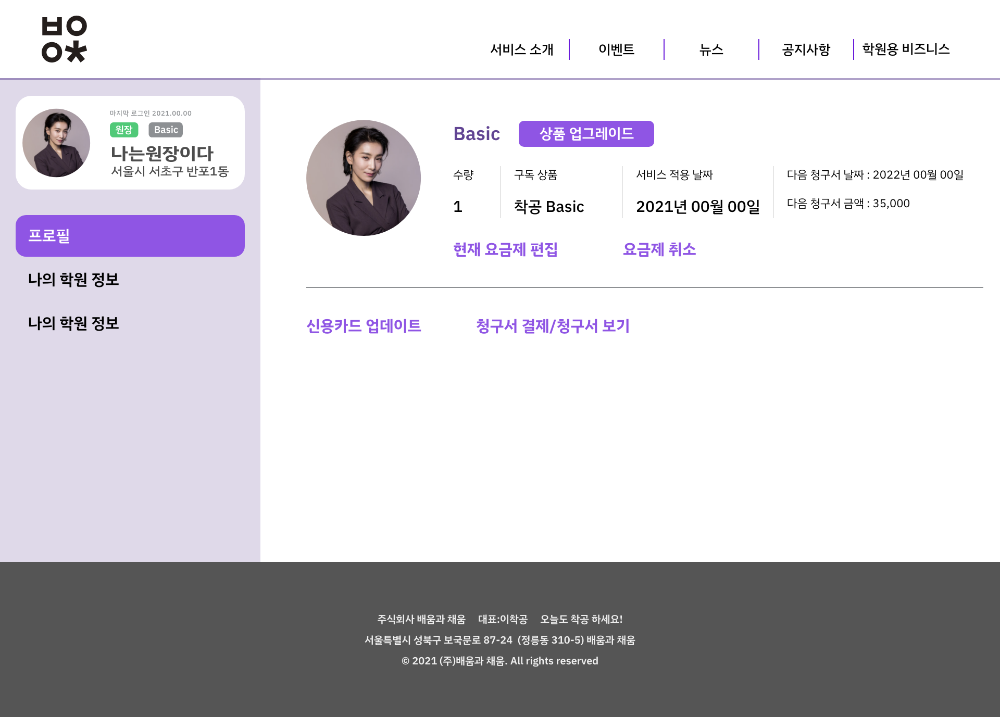 서비스 소개
이벤트
뉴스
공지사항
학원용 비즈니스
마지막 로그인 2021.00.00
원장
Basic
나는원장이다
서울시 서초구 반포1동
프로필
나의 학원 정보
나의 학원 정보
Basic
상품 업그레이드
수량
1
구독 상품
착공 Basic
서비스 적용 날짜
2021년 00월 00일
다음 청구서 날짜 : 2022년 00월 00일
다음 청구서 금액 : 35,000
현재 요금제 편집
요금제 취소
신용카드 업데이트
청구서 결제/청구서 보기
주식회사 배움과 채움 대표:이착공 오늘도 착공 하세요!
서울특별시 성북구 보국문로 87-24 (정릉동 310-5) 배움과 채움
© 2021 (주)배움과 채움. All rights reserved